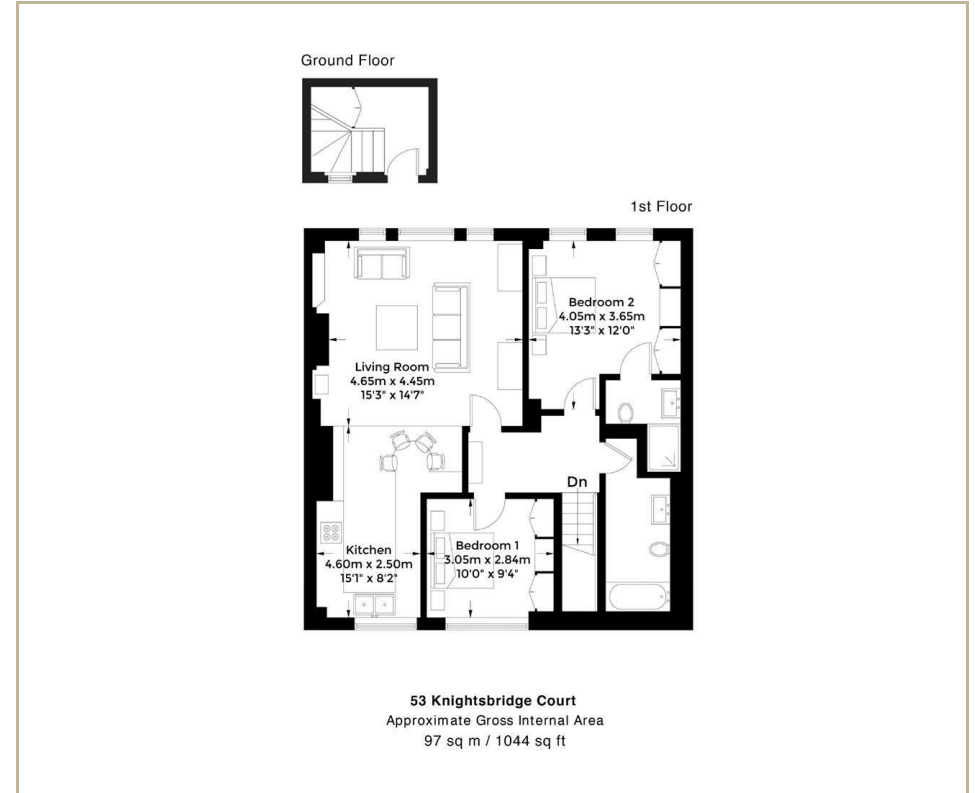 Ground Floor
1st Floor
Bedroom 2
4.05m x 3.65m
13'3" x 12'0"
Living Room
4.65m x 4.45m
15'3" x 14'7"
Dn
Kitchen
4.60m x 2.50m
15'1" x 8'2"
Bedroom 1
3.05m x 2.84m
10'0" x 9'4"
53 Knightsbridge Court
Approximate Gross Internal Area
97 sq m / 1044 sq ft